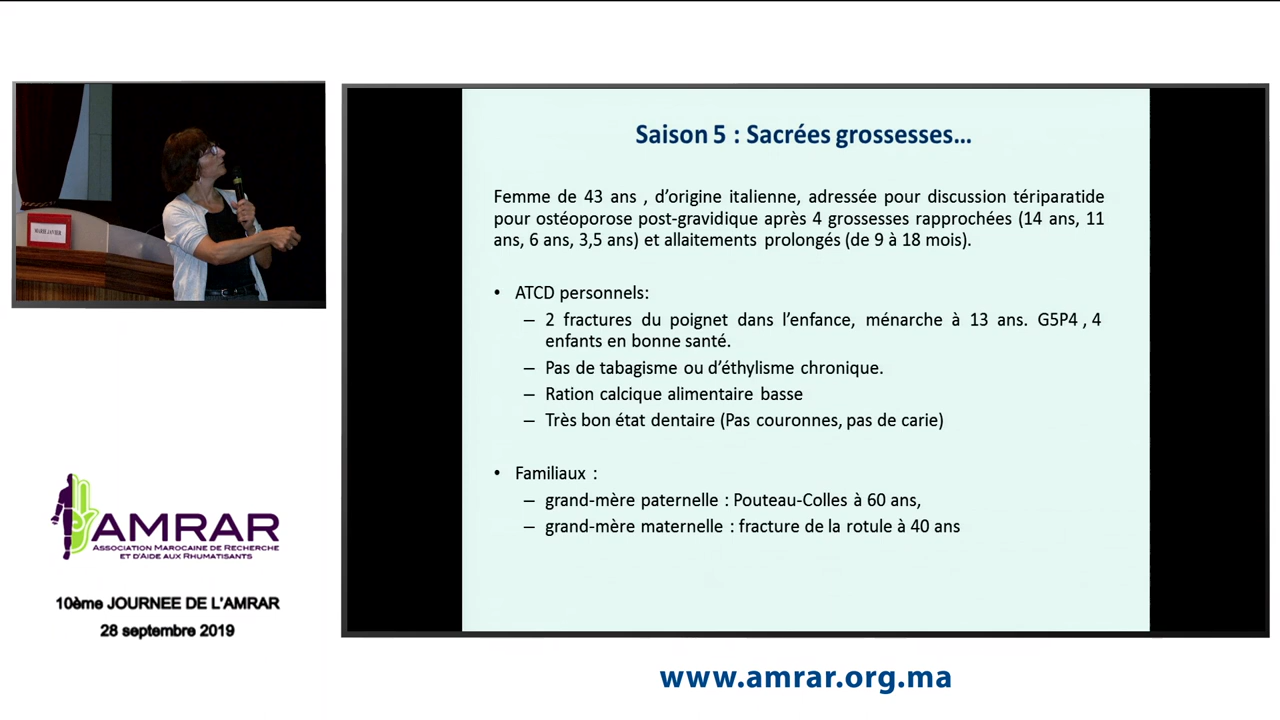 Saison 5 : Sacrées grossesses...
Femme de 43 ans , d'origine italienne, adressée pour discussion tériparatide
pour ostéoporose post-gravidique après 4 grossesses rapprochées (14 ans, 11
ans, 6 ans, 3,5 ans) et allaitements prolongés (de 9 à 18 mois).
• ATCD personnels:
– 2 fractures du poignet dans l'enfance, ménarche à 13 ans. G5P4 , 4
enfants en bonne santé.
– Pas de tabagisme ou d'éthylisme chronique.
– Ration calcique alimentaire basse
– Très bon état dentaire (Pas couronnes, pas de carie)
• Familiaux :
– grand-mère paternelle : Pouteau-Colles à 60 ans,
– grand-mère maternelle : fracture de la rotule à 40 ans
MARIE JANVIER
AMRAR
ASSOCIATION MAROCAINE DE RECHERCHE
ET D'AIDE AUX RHUMATISANTS
10ème JOURNEE DE L'AMRAR
28 septembre 2019
www.amrar.org.ma